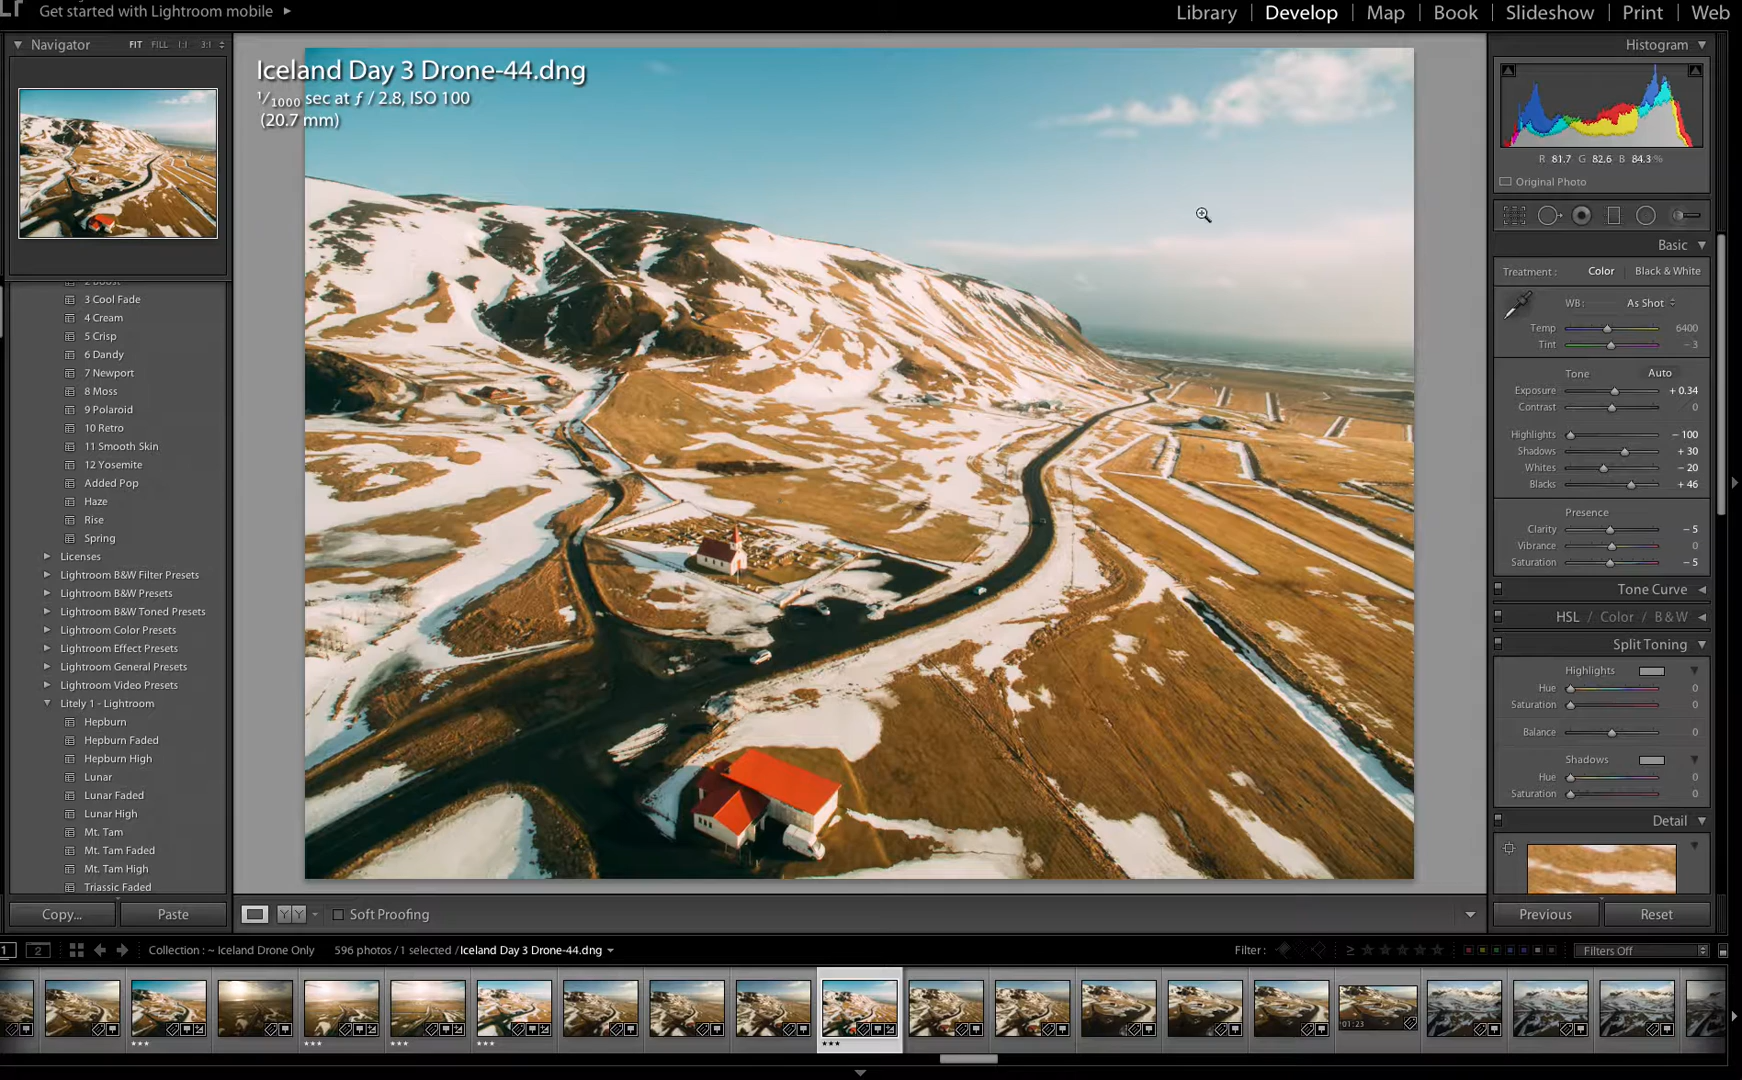 Get started with Lightroom mobile
Library
Develop
Map
Book
Slideshow
Print
Web
Navigator
FIT
FILL
1:1
3:1
3 Cool Fade
4 Cream
5 Crisp
6 Dandy
7 Newport
8 Moss
9 Polaroid
10 Retro
11 Smooth Skin
12 Yosemite
Added Pop
Haze
Rise
Spring
Licenses
Lightroom B&W Filter Presets
Lightroom B&W Presets
Lightroom B&W Toned Presets
Lightroom Color Presets
Lightroom Effect Presets
Lightroom General Presets
Lightroom Video Presets
Litely 1 - Lightroom
Hepburn
Hepburn Faded
Hepburn High
Lunar
Lunar Faded
Lunar High
Mt. Tam
Mt. Tam Faded
Mt. Tam High
Triassic Faded
Copy...
Paste
Iceland Day 3 Drone-44.dng
1/1000 sec at ƒ / 2.8, ISO 100
(20.7 mm)
Soft Proofing
Histogram
R 81.7 G 82.6 B 84.3 %
Original Photo
Basic
Treatment : Color Black & White
WB: As Shot
Temp 6400
Tint − 3
Tone Auto
Exposure + 0.34
Contrast 0
Highlights − 100
Shadows + 30
Whites − 20
Blacks + 46
Presence
Clarity − 5
Vibrance 0
Saturation − 5
Tone Curve
HSL / Color / B & W
Split Toning
Highlights
Hue 0
Saturation 0
Balance 0
Shadows
Hue 0
Saturation 0
Detail
Previous
Reset
1 2 Collection : ~ Iceland Drone Only 596 photos / 1 selected / Iceland Day 3 Drone-44.dng
Filter :
Filters Off
01:23